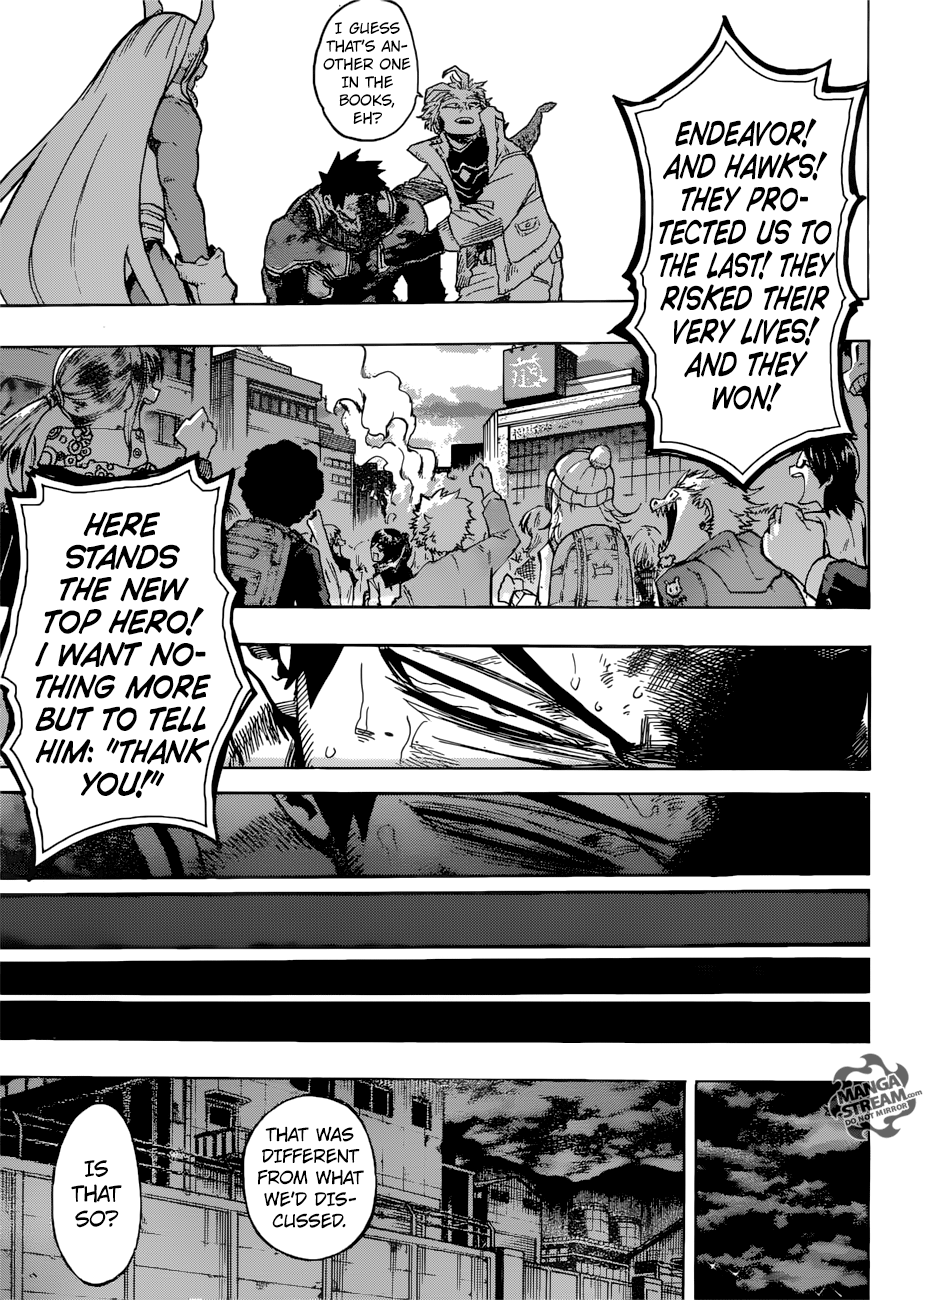 ENDEAVOR!
AND HAWKS!
THEY PRO-
TECTED US TO
THE LAST! THEY
RISKED THEIR
VERY LIVES!
AND THEY
WON!
I GUESS
THAT'S AN-
OTHER ONE
IN THE
BOOKS,
EH?
HERE
STANDS
THE NEW
TOP HERO!
I WANT NO-
THING MORE
BUT TO TELL
HIM: "THANK
YOU!"
MANGA
STREAM.com
DO NOT MIRROR
THAT WAS
DIFFERENT
FROM WHAT
WE'D DIS-
CUSSED.
IS
THAT
SO?